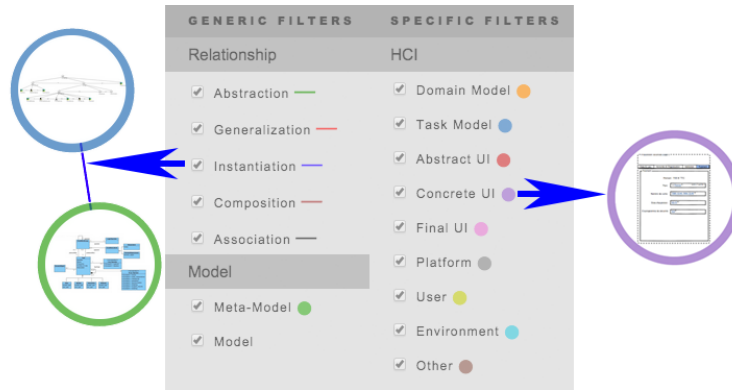 GENERIC FILTERS
Relationship
Abstraction
Generalization
Instantiation
Composition
Association
Model
Meta-Model
Model
SPECIFIC FILTERS
HCI
Domain Model
Task Model
Abstract UI
Concrete UI
Final UI
Platform
User
Environment
Other